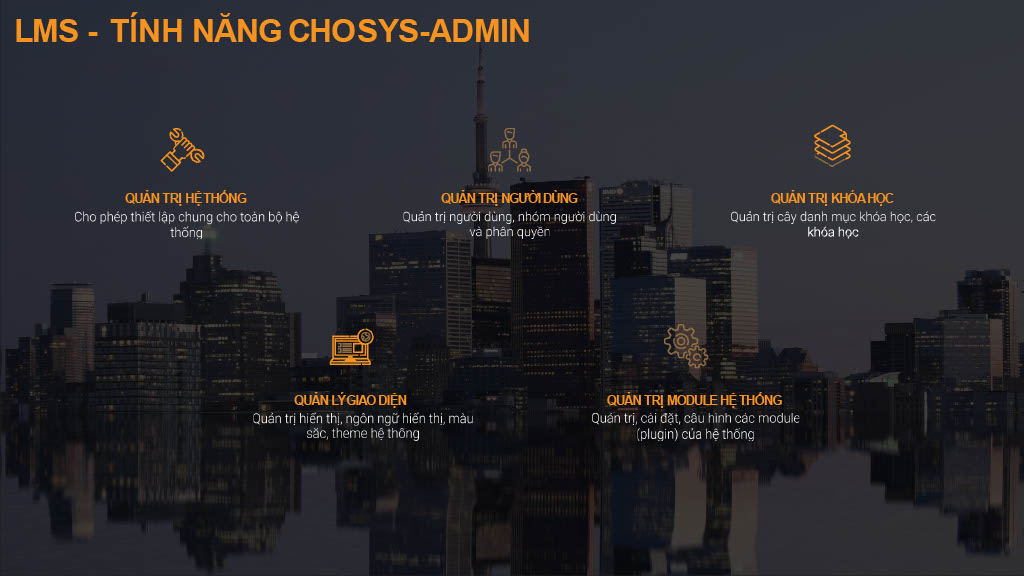 LMS - TÍNH NĂNG CHO SYS-ADMIN
QUẢN TRỊ HỆ THỐNG
Cho phép thiết lập chung cho toàn bộ hệ
thống
QUẢN TRỊ NGƯỜI DÙNG
Quản trị người dùng, nhóm người dùng
và phân quyền
QUẢN TRỊ KHÓA HỌC
Quản trị cây danh mục khóa học, các
khóa học
QUẢN LÝ GIAO DIỆN
Quản trị hiển thị, ngôn ngữ hiển thị, màu
sắc, theme hệ thống
QUẢN TRỊ MODULE HỆ THỐNG
Quản trị, cài đặt, cấu hình các module
(plugin) của hệ thống